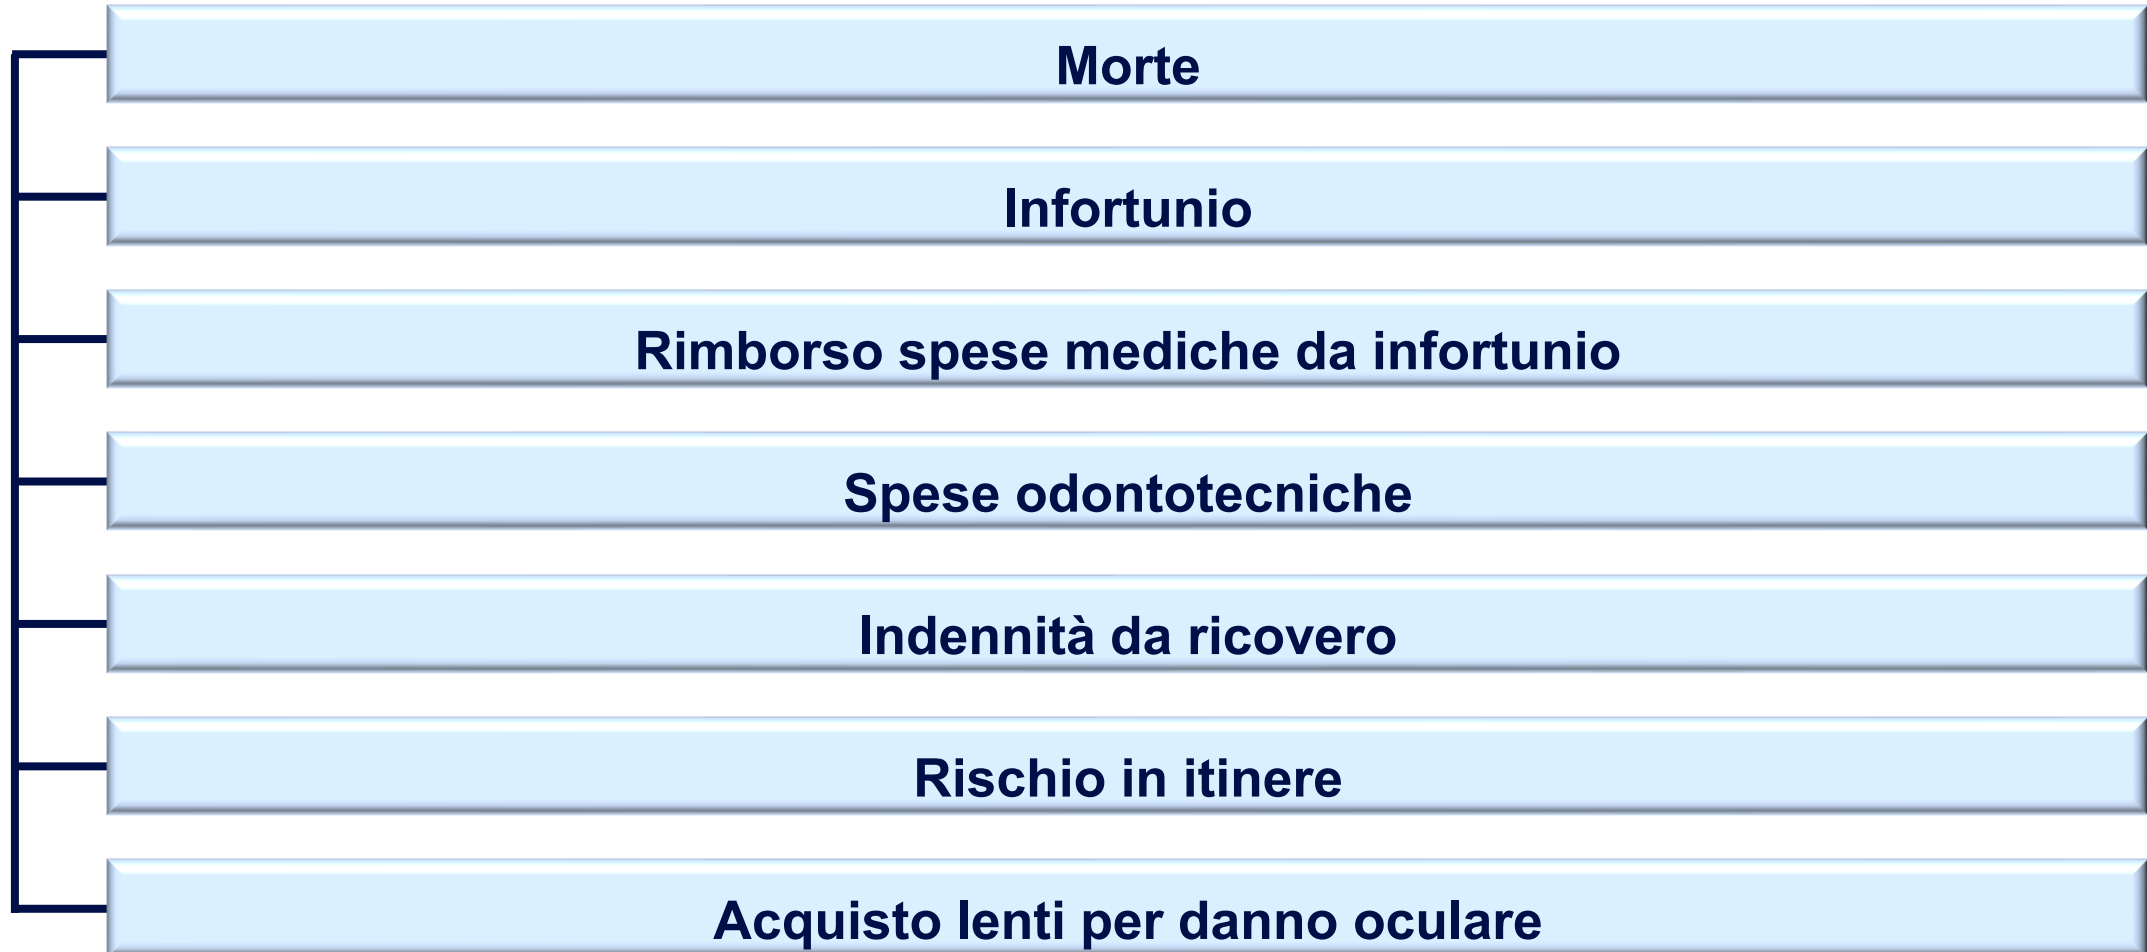 Morte
Infortunio
Rimborso spese mediche da infortunio
Spese odontotecniche
Indennità da ricovero
Rischio in itinere
Acquisto lenti per danno oculare